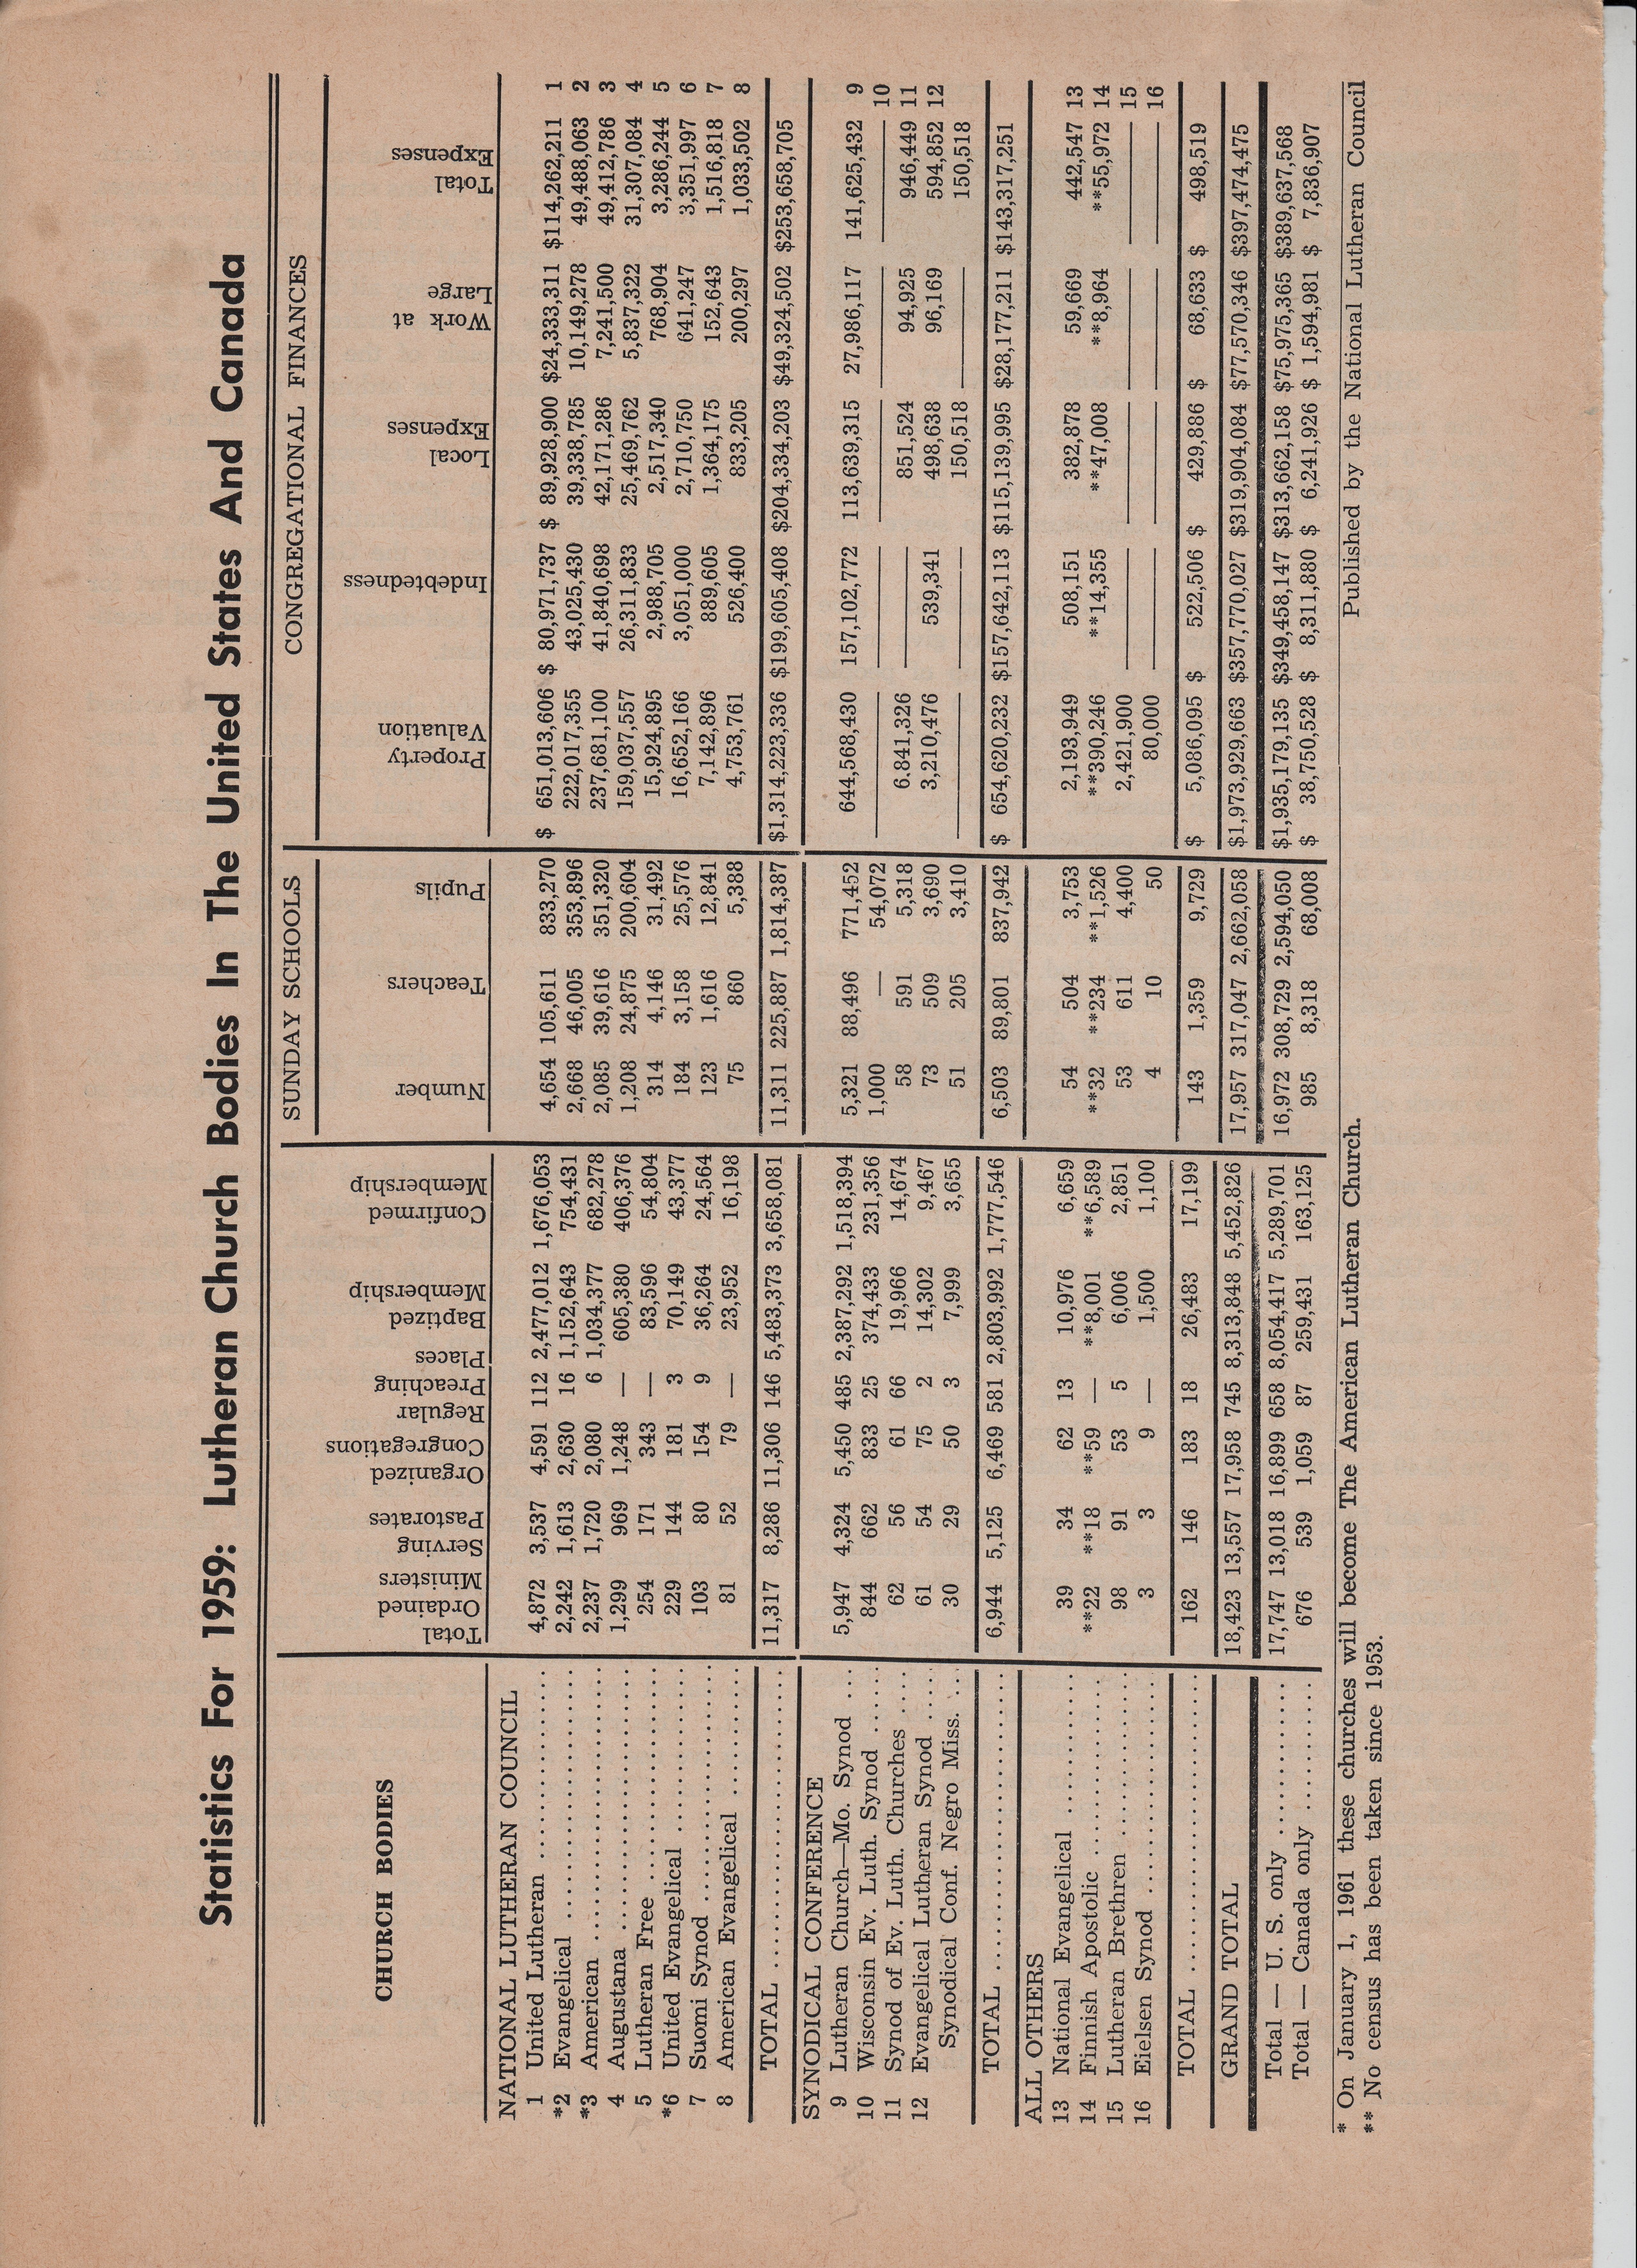 Statistics For 1959: Lutheran Church Bodies In The United States And Canada
CHURCH BODIES
Total Ordained Ministers
Serving Pastorates
Organized Congregations
Regular Preaching Places
Baptized Membership
Confirmed Membership
SUNDAY SCHOOLS
Number
Teachers
Pupils
CONGREGATIONAL FINANCES
Property Valuation
Indebtedness
Local Expenses
Work at Large
Total Expenses
NATIONAL LUTHERAN COUNCIL
1 United Lutheran 4,872 3,537 4,591 112 2,477,012 1,676,053 4,654 105,611 833,270 $ 651,013,606 $ 80,971,737 $ 89,928,900 $24,333,311 $114,262,211 1
*2 Evangelical 2,242 1,613 2,630 16 1,152,643 754,431 2,668 46,005 353,896 222,017,355 43,025,430 39,338,785 10,149,278 49,488,063 2
*3 American 2,237 1,720 2,080 6 1,034,377 682,278 2,085 39,616 351,320 237,681,100 41,840,698 42,171,286 7,241,500 49,412,786 3
4 Augustana 1,299 969 1,248 — 605,380 406,376 1,208 24,875 200,604 159,037,557 26,311,833 25,469,762 5,837,322 31,307,084 4
5 Lutheran Free 254 171 343 — 83,596 54,804 314 4,146 31,492 15,924,895 2,988,705 2,517,340 768,904 3,286,244 5
*6 United Evangelical 229 144 181 3 70,149 43,377 184 3,158 25,576 16,652,166 3,051,000 2,710,750 641,247 3,351,997 6
7 Suomi Synod 103 80 154 9 36,264 24,564 123 1,616 12,841 7,142,896 889,605 1,364,175 152,643 1,516,818 7
8 American Evangelical 81 52 79 — 23,952 16,198 75 860 5,388 4,753,761 526,400 833,205 200,297 1,033,502 8
TOTAL 11,317 8,286 11,306 146 5,483,373 3,658,081 11,311 225,887 1,814,387 $1,314,223,336 $199,605,408 $204,334,203 $49,324,502 $253,658,705
SYNODICAL CONFERENCE
9 Lutheran Church—Mo. Synod 5,947 4,324 5,450 485 2,387,292 1,518,394 5,321 88,496 771,452 644,568,430 157,102,772 113,639,315 27,986,117 141,625,432 9
10 Wisconsin Ev. Luth. Synod 844 662 833 25 374,433 231,356 1,000 — 54,072 — — — — — 10
11 Synod of Ev. Luth. Churches 62 56 61 66 19,966 14,674 58 591 5,318 6.841,326 — 851,524 94,925 946,449 11
12 Evangelical Lutheran Synod 61 54 75 2 14,302 9,467 73 509 3,690 3,210,476 539,341 498,638 96,169 594,852 12
Synodical Conf. Negro Miss. 30 29 50 3 7,999 3,655 51 205 3,410 — — 150,518 — 150,518
TOTAL 6,944 5,125 6,469 581 2,803,992 1,777,546 6,503 89,801 837,942 $ 654,620,232 $157,642,113 $115,139,995 $28,177,211 $143,317,251
ALL OTHERS
13 National Evangelical 39 34 62 13 10,976 6,659 54 504 3,753 2,193,949 508,151 382,878 59,669 442,547 13
14 Finnish Apostolic **22 **18 **59 — **8,001 **6,589 **32 **234 **1,526 **390,246 **14,355 **47,008 **8,964 **55,972 14
15 Lutheran Brethren 98 91 53 5 6,006 2,851 53 611 4,400 2,421,900 — — — — 15
16 Eielsen Synod 3 3 9 — 1,500 1,100 4 10 50 80,000 — — — — 16
TOTAL 162 146 183 18 26,483 17,199 143 1,359 9,729 $ 5,086,095 $ 522,506 $ 429,886 $ 68,633 $ 498,519
GRAND TOTAL 18,423 13,557 17,958 745 8,313,848 5,452,826 17,957 317,047 2,662,058 $1,973,929,663 $357,770,027 $319,904,084 $77,570,346 $397,474,475
Total — U. S. only 17,747 13,018 16,899 658 8,054,417 5,289,701 16,972 308,729 2,594,050 $1,935,179,135 $349,458,147 $313,662,158 $75,975,365 $389,637,568
Total — Canada only 676 539 1,059 87 259,431 163,125 985 8,318 68,008 $ 38,750,528 $ 8,311,880 $ 6,241,926 $ 1,594,981 $ 7,836,907
* On January 1, 1961 these churches will become The American Lutheran Church. Published by the National Lutheran Council
** No census has been taken since 1953.